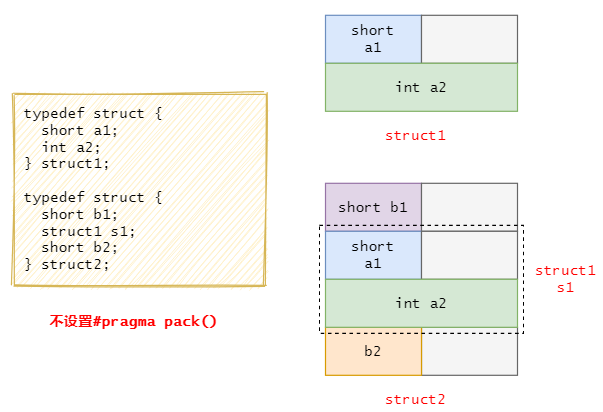 typedef struct {
  short a1;
  int a2;
} struct1;

typedef struct {
  short b1;
  struct1 s1;
  short b2;
} struct2;
不设置#pragma pack()
short
a1
int a2
struct1
short b1
short
a1
int a2
b2
struct1
s1
struct2